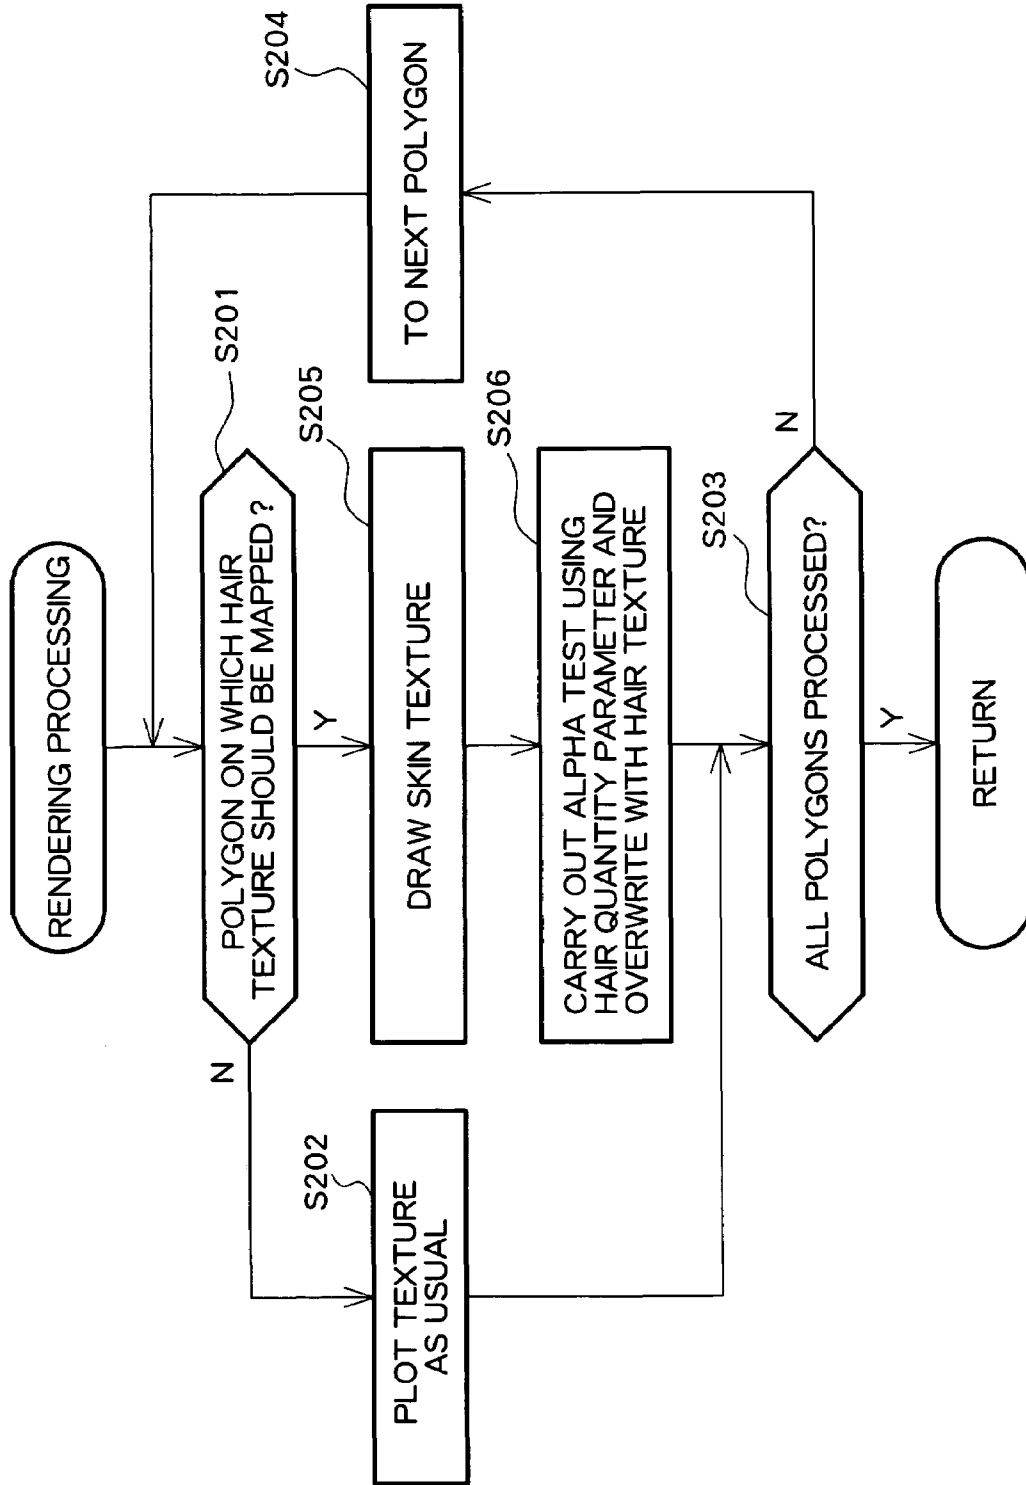 RENDERING PROCESSING
S201
POLYGON ON WHICH HAIR
TEXTURE SHOULD BE MAPPED?
N
Y
S202
PLOT TEXTURE
AS USUAL
S205
DRAW SKIN TEXTURE
S204
TO NEXT POLYGON
S206
CARRY OUT ALPHA TEST USING
HAIR QUANTITY PARAMETER AND
OVERWRITE WITH HAIR TEXTURE
S203
ALL POLYGONS PROCESSED?
N
Y
RETURN